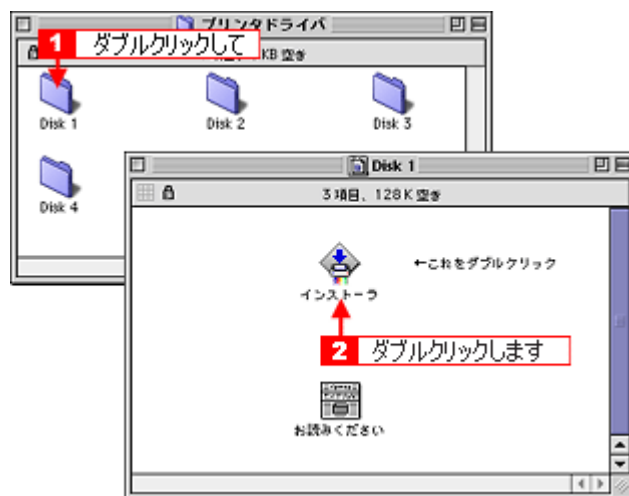 プリンタドライバ
1 ダブルクリックして
KB 空き
Disk 1
Disk 2
Disk 3
Disk 4
Disk 1
3項目、128K 空き
←これをダブルクリック
インストーラ
2 ダブルクリックします
お読みください